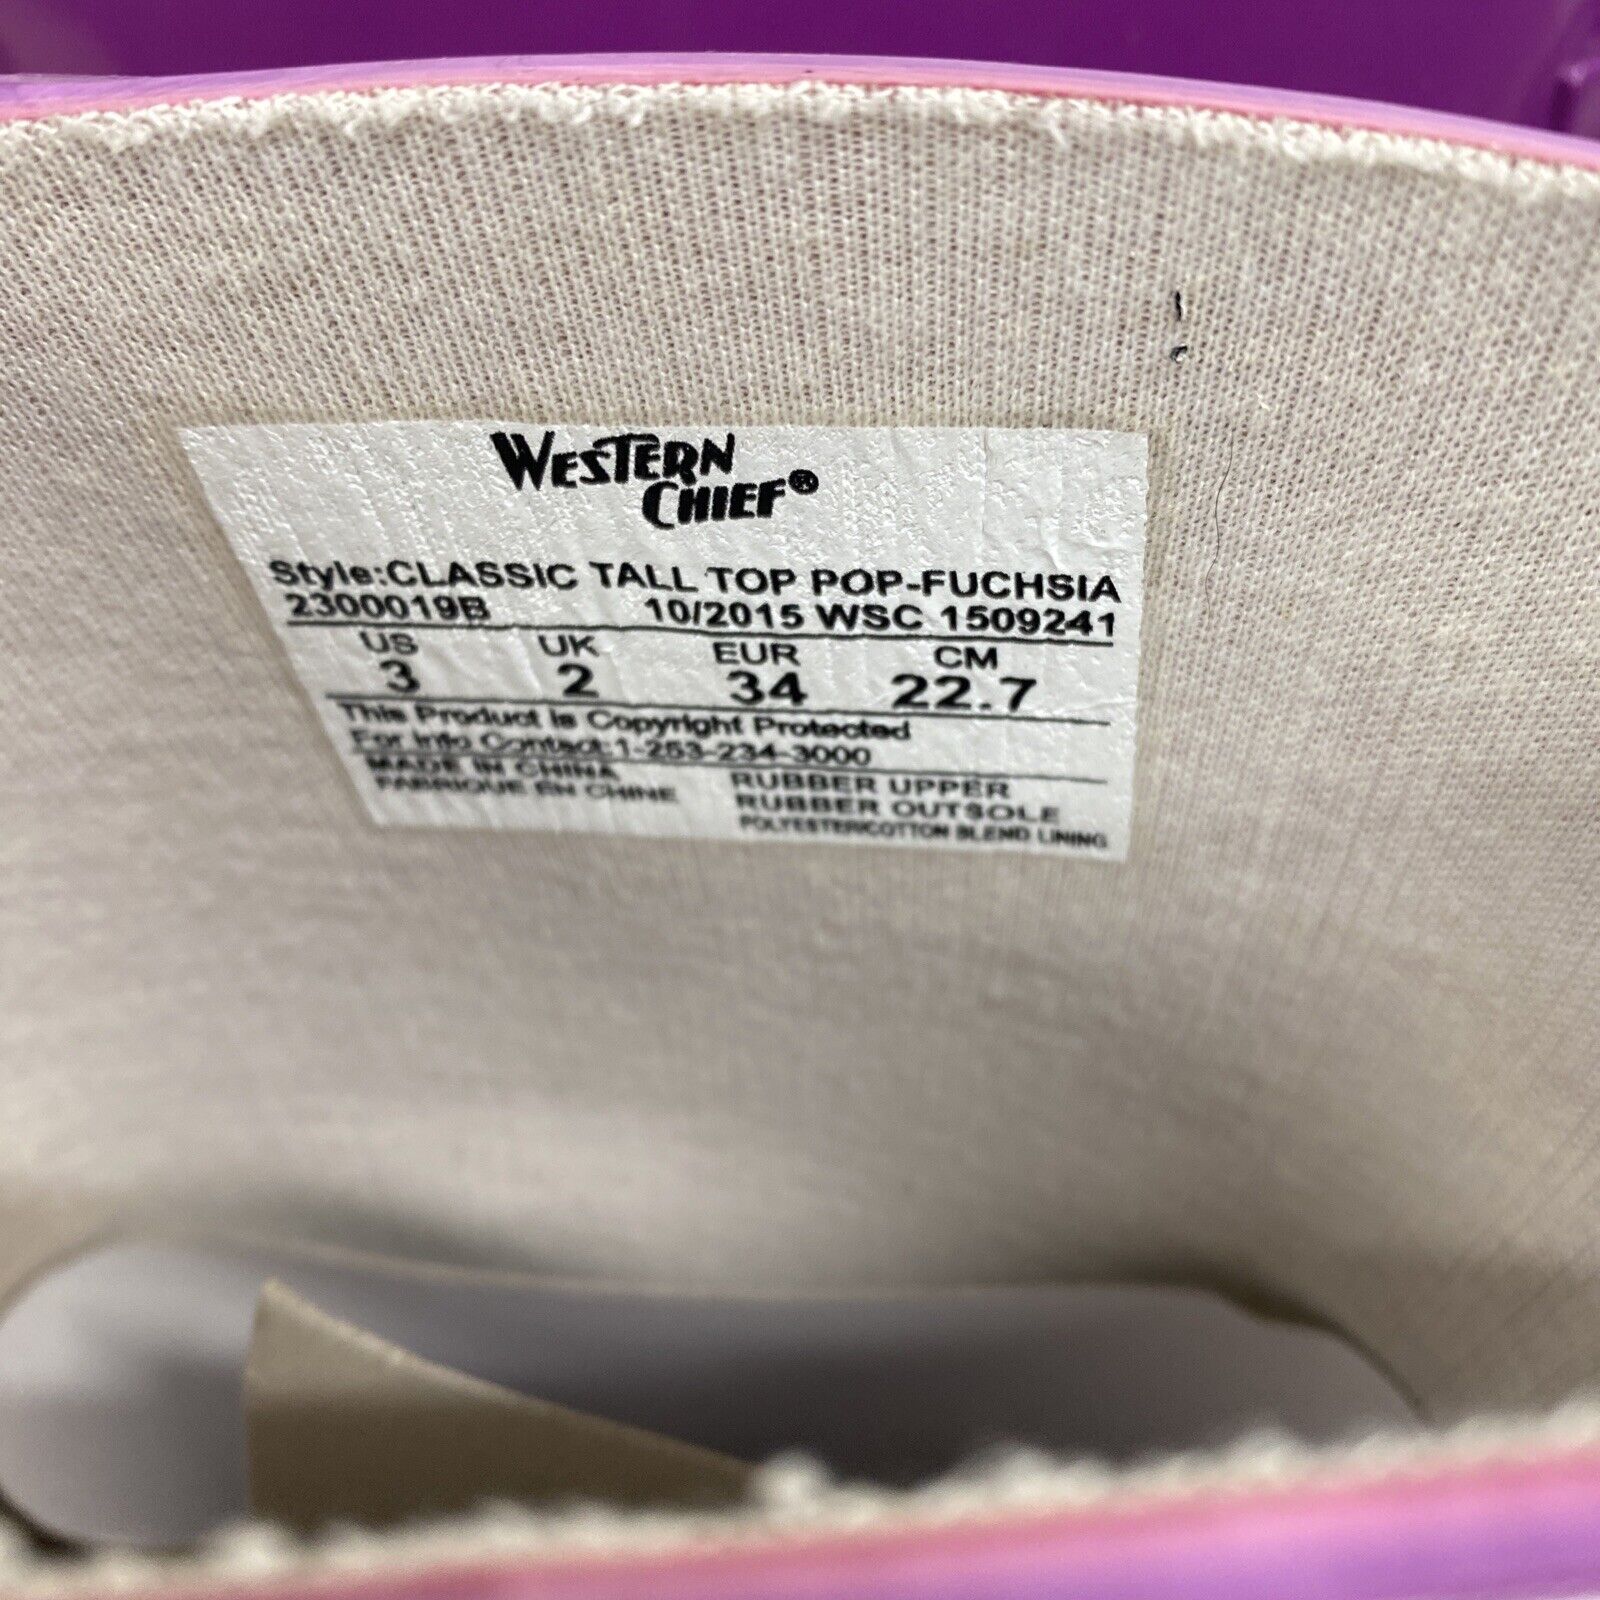 WESTERN
CHIEF®
Style:CLASSIC TALL TOP POP-FUCHSIA
2300019B 10/2015 WSC 1509241
US UK EUR CM
3 2 34 22.7
This Product is Copyright Protected
For Info Contact:1-253-234-3000
MADE IN CHINA RUBBER UPPER
FABRIQUE EN CHINE RUBBER OUTSOLE
POLYESTER/COTTON BLEND LINING